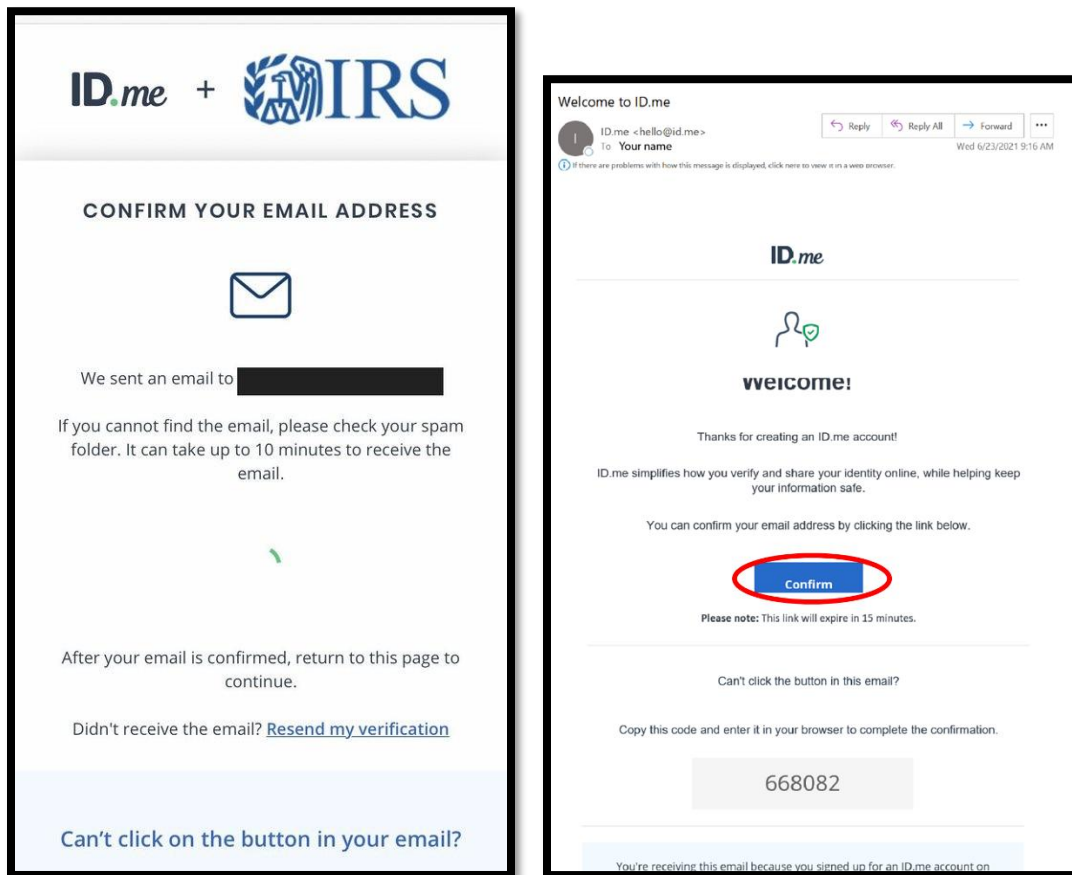 ID.me + IRS
CONFIRM YOUR EMAIL ADDRESS
We sent an email to
If you cannot find the email, please check your spam
folder. It can take up to 10 minutes to receive the
email.
After your email is confirmed, return to this page to
continue.
Didn't receive the email? Resend my verification
Can't click on the button in your email?
Welcome to ID.me
I
ID.me <hello@id.me>
To Your name
Reply
Reply All
Forward
Wed 6/23/2021 9:16 AM
If there are problems with how this message is displayed, click here to view it in a web browser.
ID.me
Welcome!
Thanks for creating an ID.me account!
ID.me simplifies how you verify and share your identity online, while helping keep
your information safe.
You can confirm your email address by clicking the link below.
Confirm
Please note: This link will expire in 15 minutes.
Can't click the button in this email?
Copy this code and enter it in your browser to complete the confirmation.
668082
You're receiving this email because you signed up for an ID.me account on